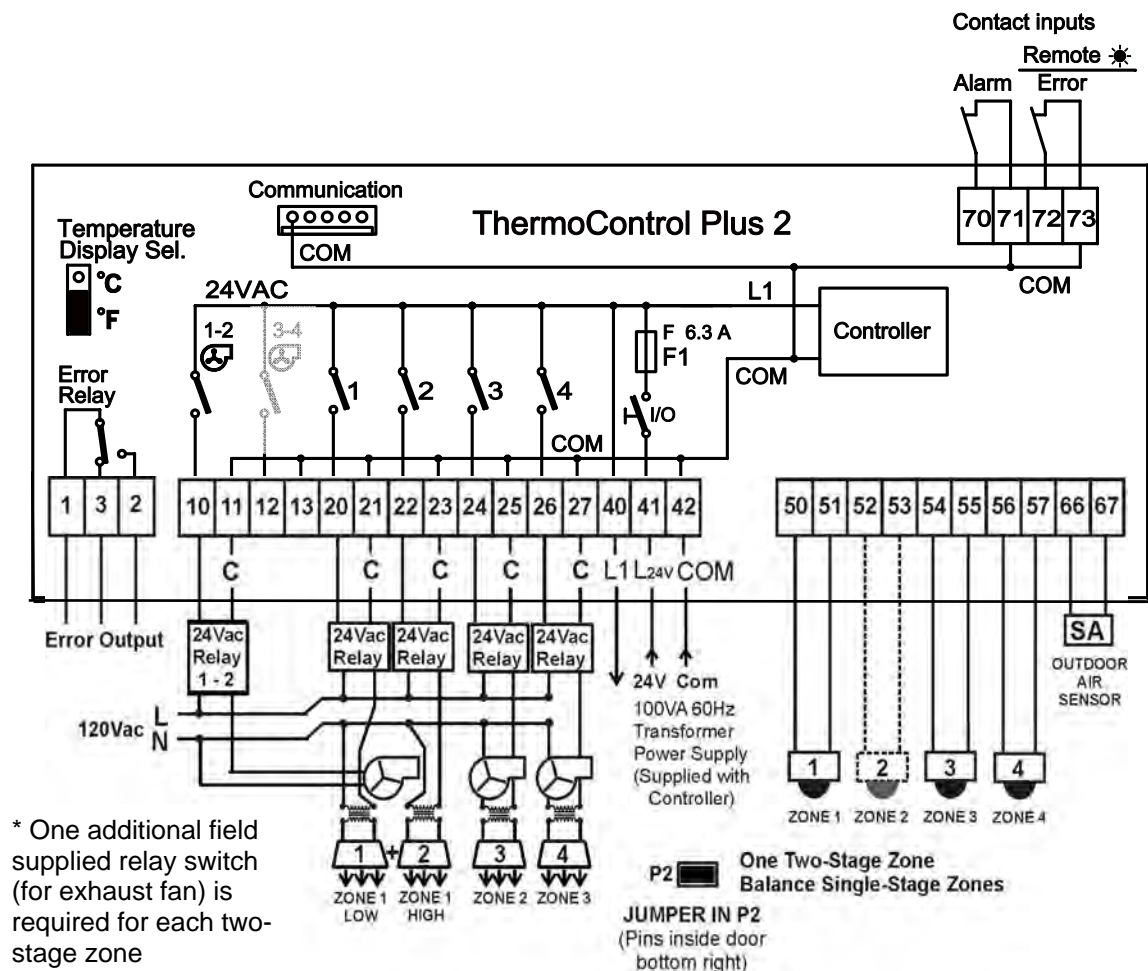 Contact inputs
Remote
Alarm Error
Communication
ThermoControl Plus 2
70 71 72 73
Temperature
Display Sel.
°C
°F
COM
COM
24VAC
L1
Controller
1-2
3-4
F 6.3 A
F1
COM
Error
Relay
1 2 3 4
I/O
COM
1 3 2
10 11 12 13 20 21 22 23 24 25 26 27 40 41 42
50 51 52 53 54 55 56 57 66 67
C C C C C L1 L24V COM
Error Output
24Vac
Relay
1 - 2
24Vac
Relay
24Vac
Relay
24Vac
Relay
24Vac
Relay
SA
OUTDOOR
AIR
SENSOR
24V Com
100VA 60Hz
Transformer
Power Supply
(Supplied with
Controller)
120Vac
L
N
1 2 3 4
ZONE 1 ZONE 2 ZONE 3 ZONE 4
* One additional field
supplied relay switch
(for exhaust fan) is
required for each two-
stage zone
1 + 2 3 4
ZONE 1
LOW
ZONE 1
HIGH
ZONE 2
ZONE 3
P2
One Two-Stage Zone
Balance Single-Stage Zones
JUMPER IN P2
(Pins inside door
bottom right)